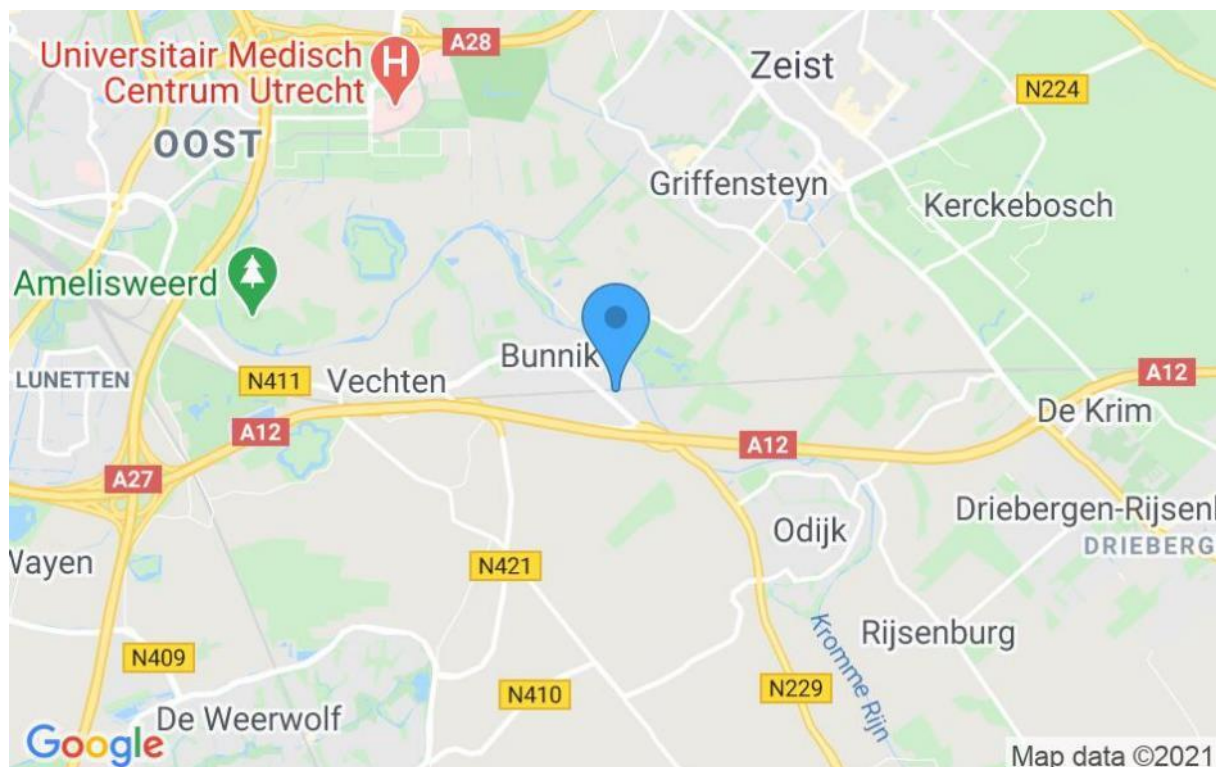 Universitair Medisch
Centrum Utrecht
H
A28
Zeist
N224
OOST
Griffensteyn
Kerckebosch
Amelisweerd
Bunnik
LUNETTEN
N411
Vechten
A12
A12
De Krim
A12
A27
Driebergen-Rijsenb
Odijk
DRIEBERG
Wayen
N421
Kromme Rijn
Rijsenburg
N409
N410
N229
De Weerwolf
Google
Map data ©2021